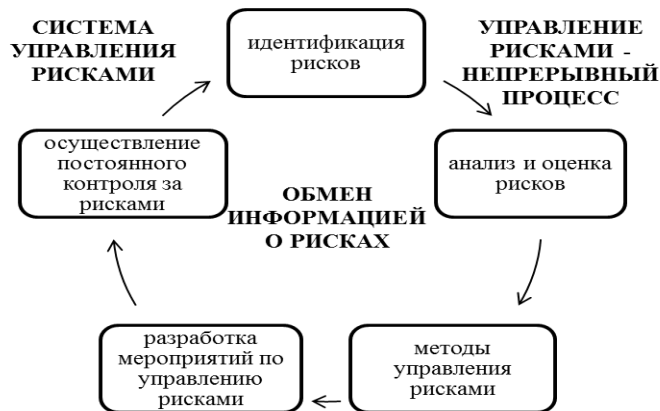 СИСТЕМА
УПРАВЛЕНИЯ
РИСКАМИ
идентификация
рисков
УПРАВЛЕНИЕ
РИСКАМИ -
НЕПРЕРЫВНЫЙ
ПРОЦЕСС
осуществление
постоянного
контроля за
рисками
анализ и оценка
рисков
ОБМЕН
ИНФОРМАЦИЕЙ
О РИСКАХ
разработка
мероприятий по
управлению
рисками
методы
управления
рисками